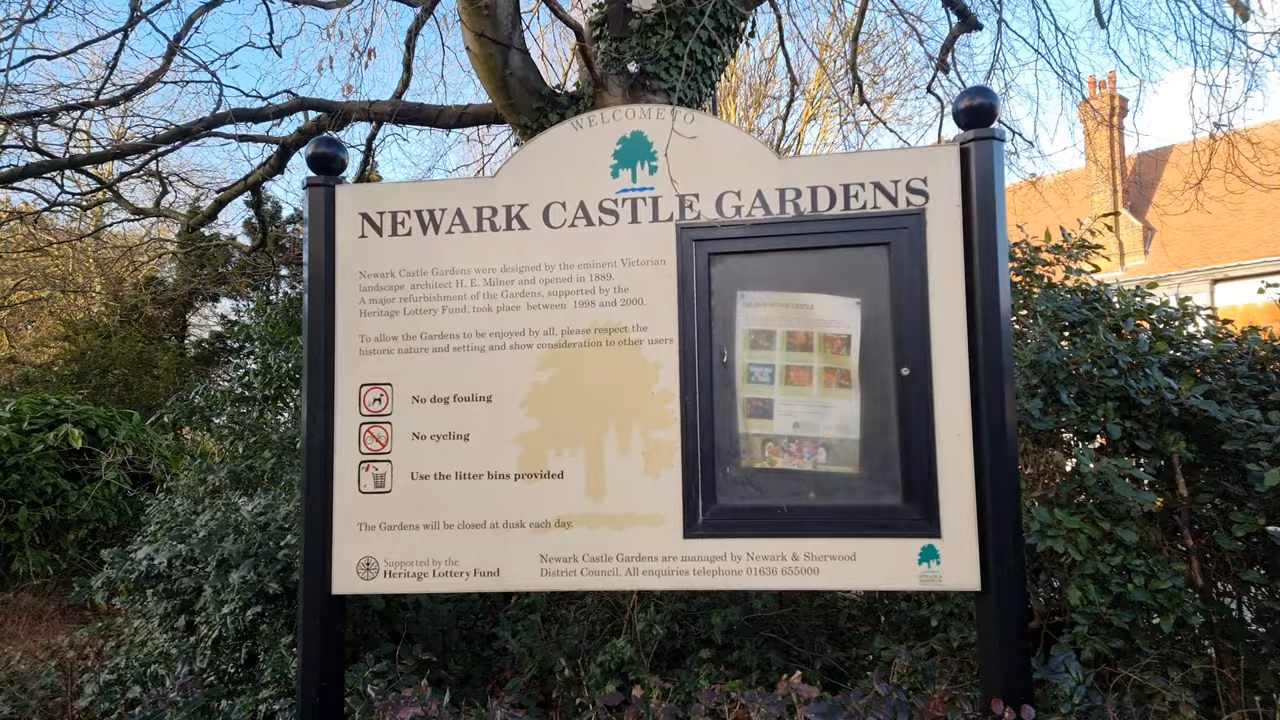 WELCOME TO
NEWARK CASTLE GARDENS
Newark Castle Gardens were designed by the eminent Victorian
landscape architect H. E. Milner and opened in 1889.
A major refurbishment of the Gardens, supported by the
Heritage Lottery Fund, took place between 1998 and 2000.
To allow the Gardens to be enjoyed by all, please respect the
historic nature and setting and show consideration to other users
No dog fouling
No cycling
Use the litter bins provided
The Gardens will be closed at dusk each day.
Supported by the
Heritage Lottery Fund
Newark Castle Gardens are managed by Newark & Sherwood
District Council. All enquiries telephone 01636 655000